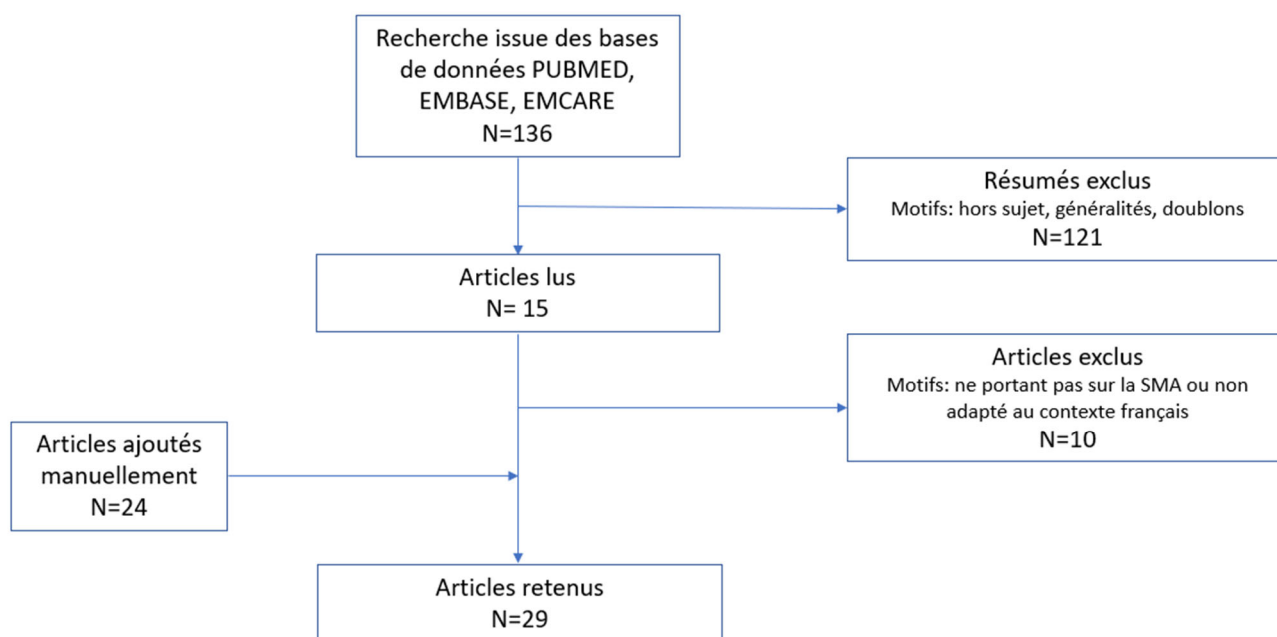 Recherche issue des bases
de données PUBMED,
EMBASE, EMCARE
N=136
Résumés exclus
Motifs: hors sujet, généralités, doublons
N=121
Articles lus
N= 15
Articles exclus
Motifs: ne portant pas sur la SMA ou non
adapté au contexte français
N=10
Articles ajoutés
manuellement
N=24
Articles retenus
N=29